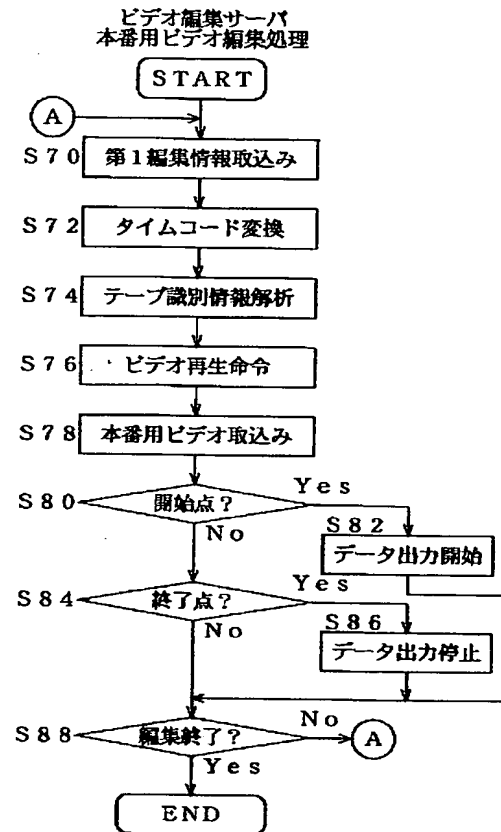 ビデオ編集サーバ
本番用ビデオ編集処理
START
A
S70 第1編集情報取込み
S72 タイムコード変換
S74 テープ識別情報解析
S76 ビデオ再生命令
S78 本番用ビデオ取込み
S80 開始点? Yes
No
S82
データ出力開始
S84 終了点? Yes
No
S86
データ出力停止
S88 編集終了? No A
Yes
END